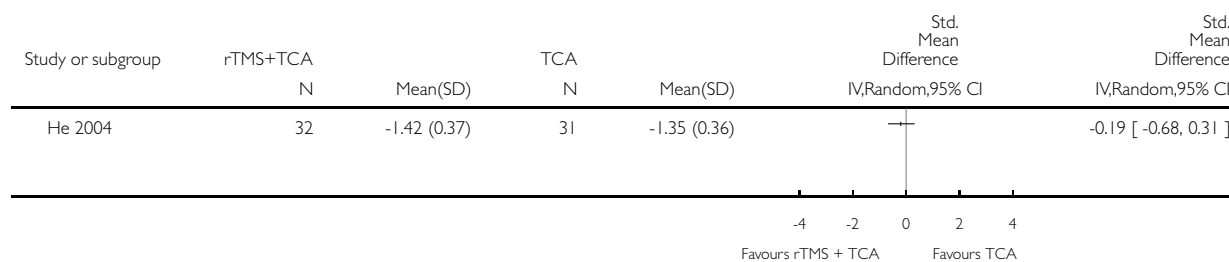 Std.
Mean
Difference
Std.
Mean
Difference
Study or subgroup rTMS+TCA TCA
N Mean(SD) N Mean(SD) IV,Random,95% CI IV,Random,95% CI
He 2004 32 -1.42 (0.37) 31 -1.35 (0.36) -0.19 [ -0.68, 0.31 ]
-4 -2 0 2 4
Favours rTMS + TCA Favours TCA